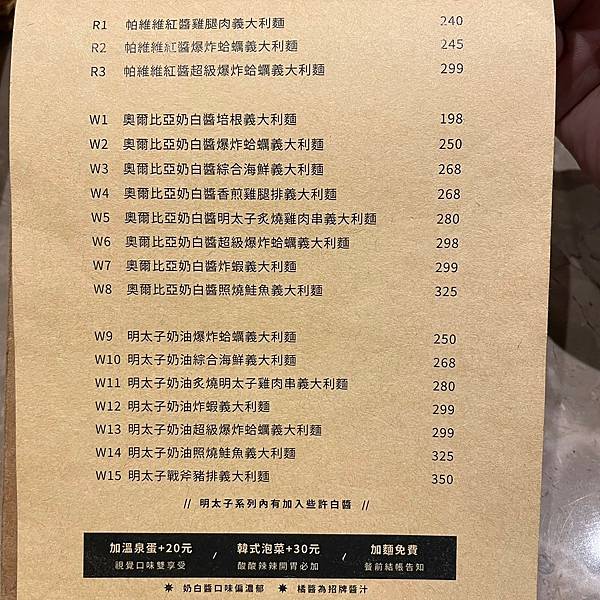 R1 帕維維紅醬雞腿肉義大利麵 240
R2 帕維維紅醬爆炸蛤蠣義大利麵 245
R3 帕維維紅醬超級爆炸蛤蠣義大利麵 299
W1 奧爾比亞奶白醬培根義大利麵 198
W2 奧爾比亞奶白醬爆炸蛤蠣義大利麵 250
W3 奧爾比亞奶白醬綜合海鮮義大利麵 268
W4 奧爾比亞奶白醬香煎雞腿排義大利麵 268
W5 奧爾比亞奶白醬明太子炙燒雞肉串義大利麵 280
W6 奧爾比亞奶白醬超級爆炸蛤蠣義大利麵 298
W7 奧爾比亞奶白醬炸蝦義大利麵 299
W8 奧爾比亞奶白醬照燒鮭魚義大利麵 325
W9 明太子奶油爆炸蛤蠣義大利麵 250
W10 明太子奶油綜合海鮮義大利麵 268
W11 明太子奶油炙燒明太子雞肉串義大利麵 280
W12 明太子奶油炸蝦義大利麵 299
W13 明太子奶油超級爆炸蛤蠣義大利麵 299
W14 明太子奶油照燒鮭魚義大利麵 325
W15 明太子戰斧豬排義大利麵 350
// 明太子系列內有加入些許白醬 //
加溫泉蛋+20元 / 韓式泡菜+30元 / 加麵免費
視覺口味雙享受 酸酸辣辣開胃必加 餐前結帳告知
✷ 奶白醬口味偏濃郁 ✷ 橘醬為招牌醬汁